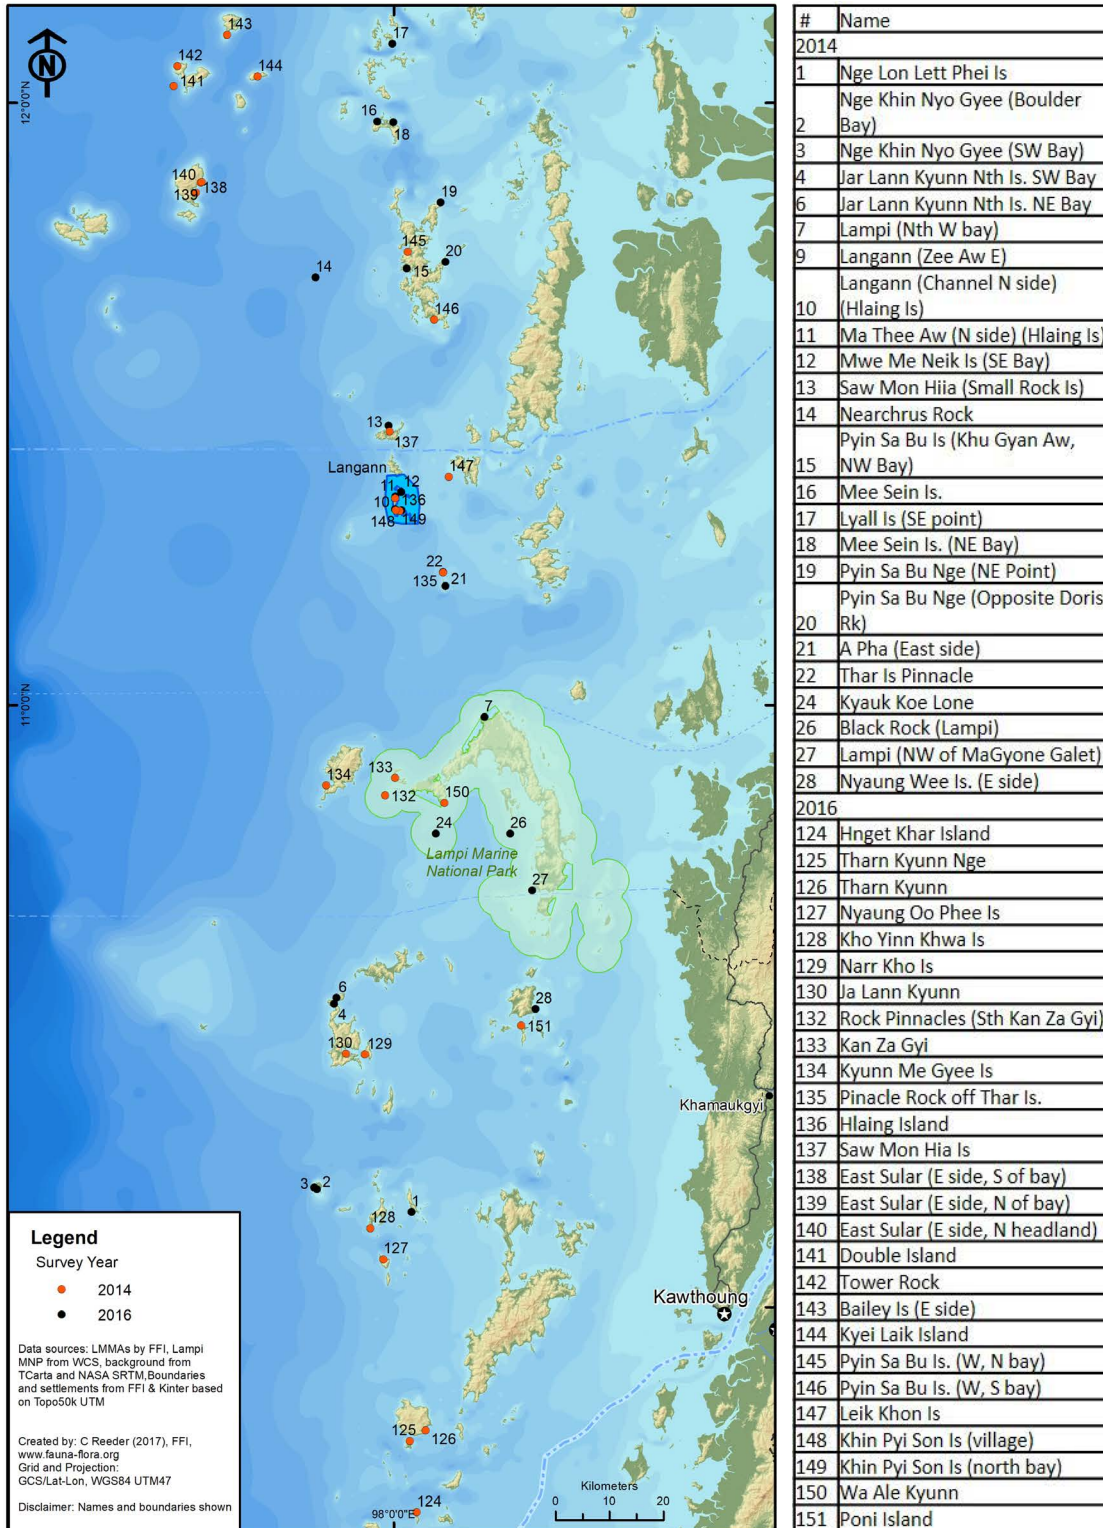 143
17
142
144
141
N
12°0'0"N
16
18
140
138
139
19
145
20
14
15
146
13
137
Langann
147
11
12
10
136
148
149
22
135
21
11°0'0"N
7
133
134
132
150
24
26
Lampi Marine
National Park
27
6
4
28
151
130
129
Khamaukgyi
3
2
1
128
127
Kawthoung
125
126
124
98°0'0"E
Kilometers
0 10 20
Legend
Survey Year
2014
2016
Data sources: LMMAs by FFI, Lampi
MNP from WCS, background from
TCarta and NASA SRTM,Boundaries
and settlements from FFI & Kinter based
on Topo50k UTM
Created by: C Reeder (2017), FFI,
www.fauna-flora.org
Grid and Projection:
GCS/Lat-Lon, WGS84 UTM47
Disclaimer: Names and boundaries shown
# Name
2014
1 Nge Lon Lett Phei Is
Nge Khin Nyo Gyee (Boulder
2 Bay)
3 Nge Khin Nyo Gyee (SW Bay)
4 Jar Lann Kyunn Nth Is. SW Bay
6 Jar Lann Kyunn Nth Is. NE Bay
7 Lampi (Nth W bay)
9 Langann (Zee Aw E)
Langann (Channel N side)
10 (Hlaing Is)
11 Ma Thee Aw (N side) (Hlaing Is)
12 Mwe Me Neik Is (SE Bay)
13 Saw Mon Hiia (Small Rock Is)
14 Nearchrus Rock
Pyin Sa Bu Is (Khu Gyan Aw,
15 NW Bay)
16 Mee Sein Is.
17 Lyall Is (SE point)
18 Mee Sein Is. (NE Bay)
19 Pyin Sa Bu Nge (NE Point)
Pyin Sa Bu Nge (Opposite Doris
20 Rk)
21 A Pha (East side)
22 Thar Is Pinnacle
24 Kyauk Koe Lone
26 Black Rock (Lampi)
27 Lampi (NW of MaGyone Galet)
28 Nyaung Wee Is. (E side)
2016
124 Hnget Khar Island
125 Tharn Kyunn Nge
126 Tharn Kyunn
127 Nyaung Oo Phee Is
128 Kho Yinn Khwa Is
129 Narr Kho Is
130 Ja Lann Kyunn
132 Rock Pinnacles (Sth Kan Za Gyi)
133 Kan Za Gyi
134 Kyunn Me Gyee Is
135 Pinacle Rock off Thar Is.
136 Hlaing Island
137 Saw Mon Hia Is
138 East Sular (E side, S of bay)
139 East Sular (E side, N of bay)
140 East Sular (E side, N headland)
141 Double Island
142 Tower Rock
143 Bailey Is (E side)
144 Kyei Laik Island
145 Pyin Sa Bu Is. (W, N bay)
146 Pyin Sa Bu Is. (W, S bay)
147 Leik Khon Is
148 Khin Pyi Son Is (village)
149 Khin Pyi Son Is (north bay)
150 Wa Ale Kyunn
151 Poni Island